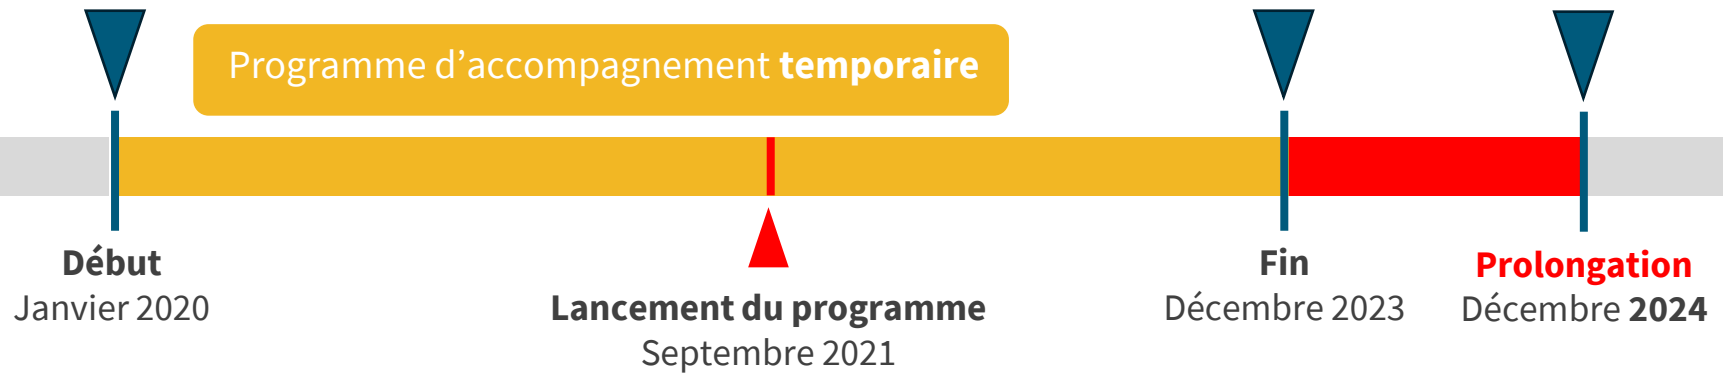 Programme d’accompagnement temporaire
Début
Janvier 2020
Lancement du programme
Septembre 2021
Fin
Décembre 2023
Prolongation
Décembre 2024